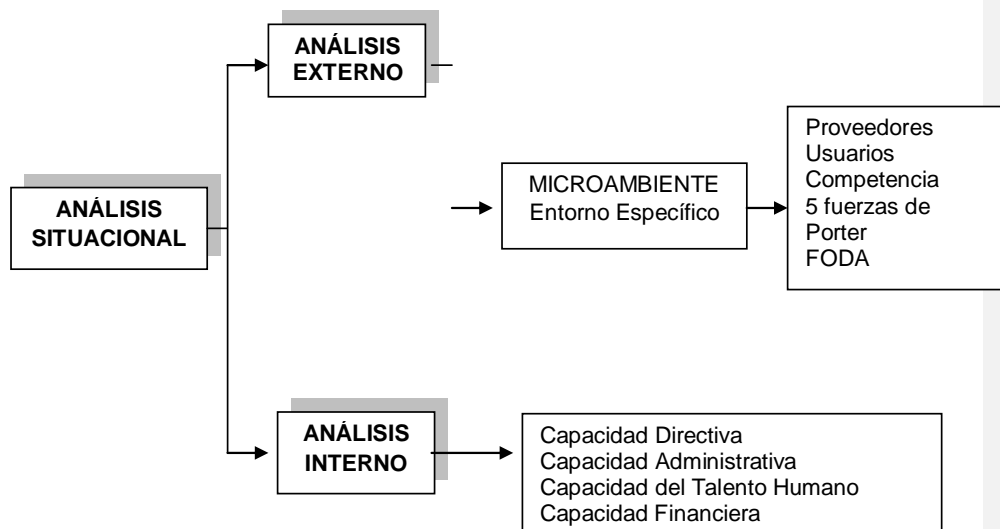 ANÁLISIS
EXTERNO
Proveedores
Usuarios
Competencia
5 fuerzas de
Porter
FODA
MICROAMBIENTE
Entorno Específico
ANÁLISIS
SITUACIONAL
ANÁLISIS
INTERNO
Capacidad Directiva
Capacidad Administrativa
Capacidad del Talento Humano
Capacidad Financiera